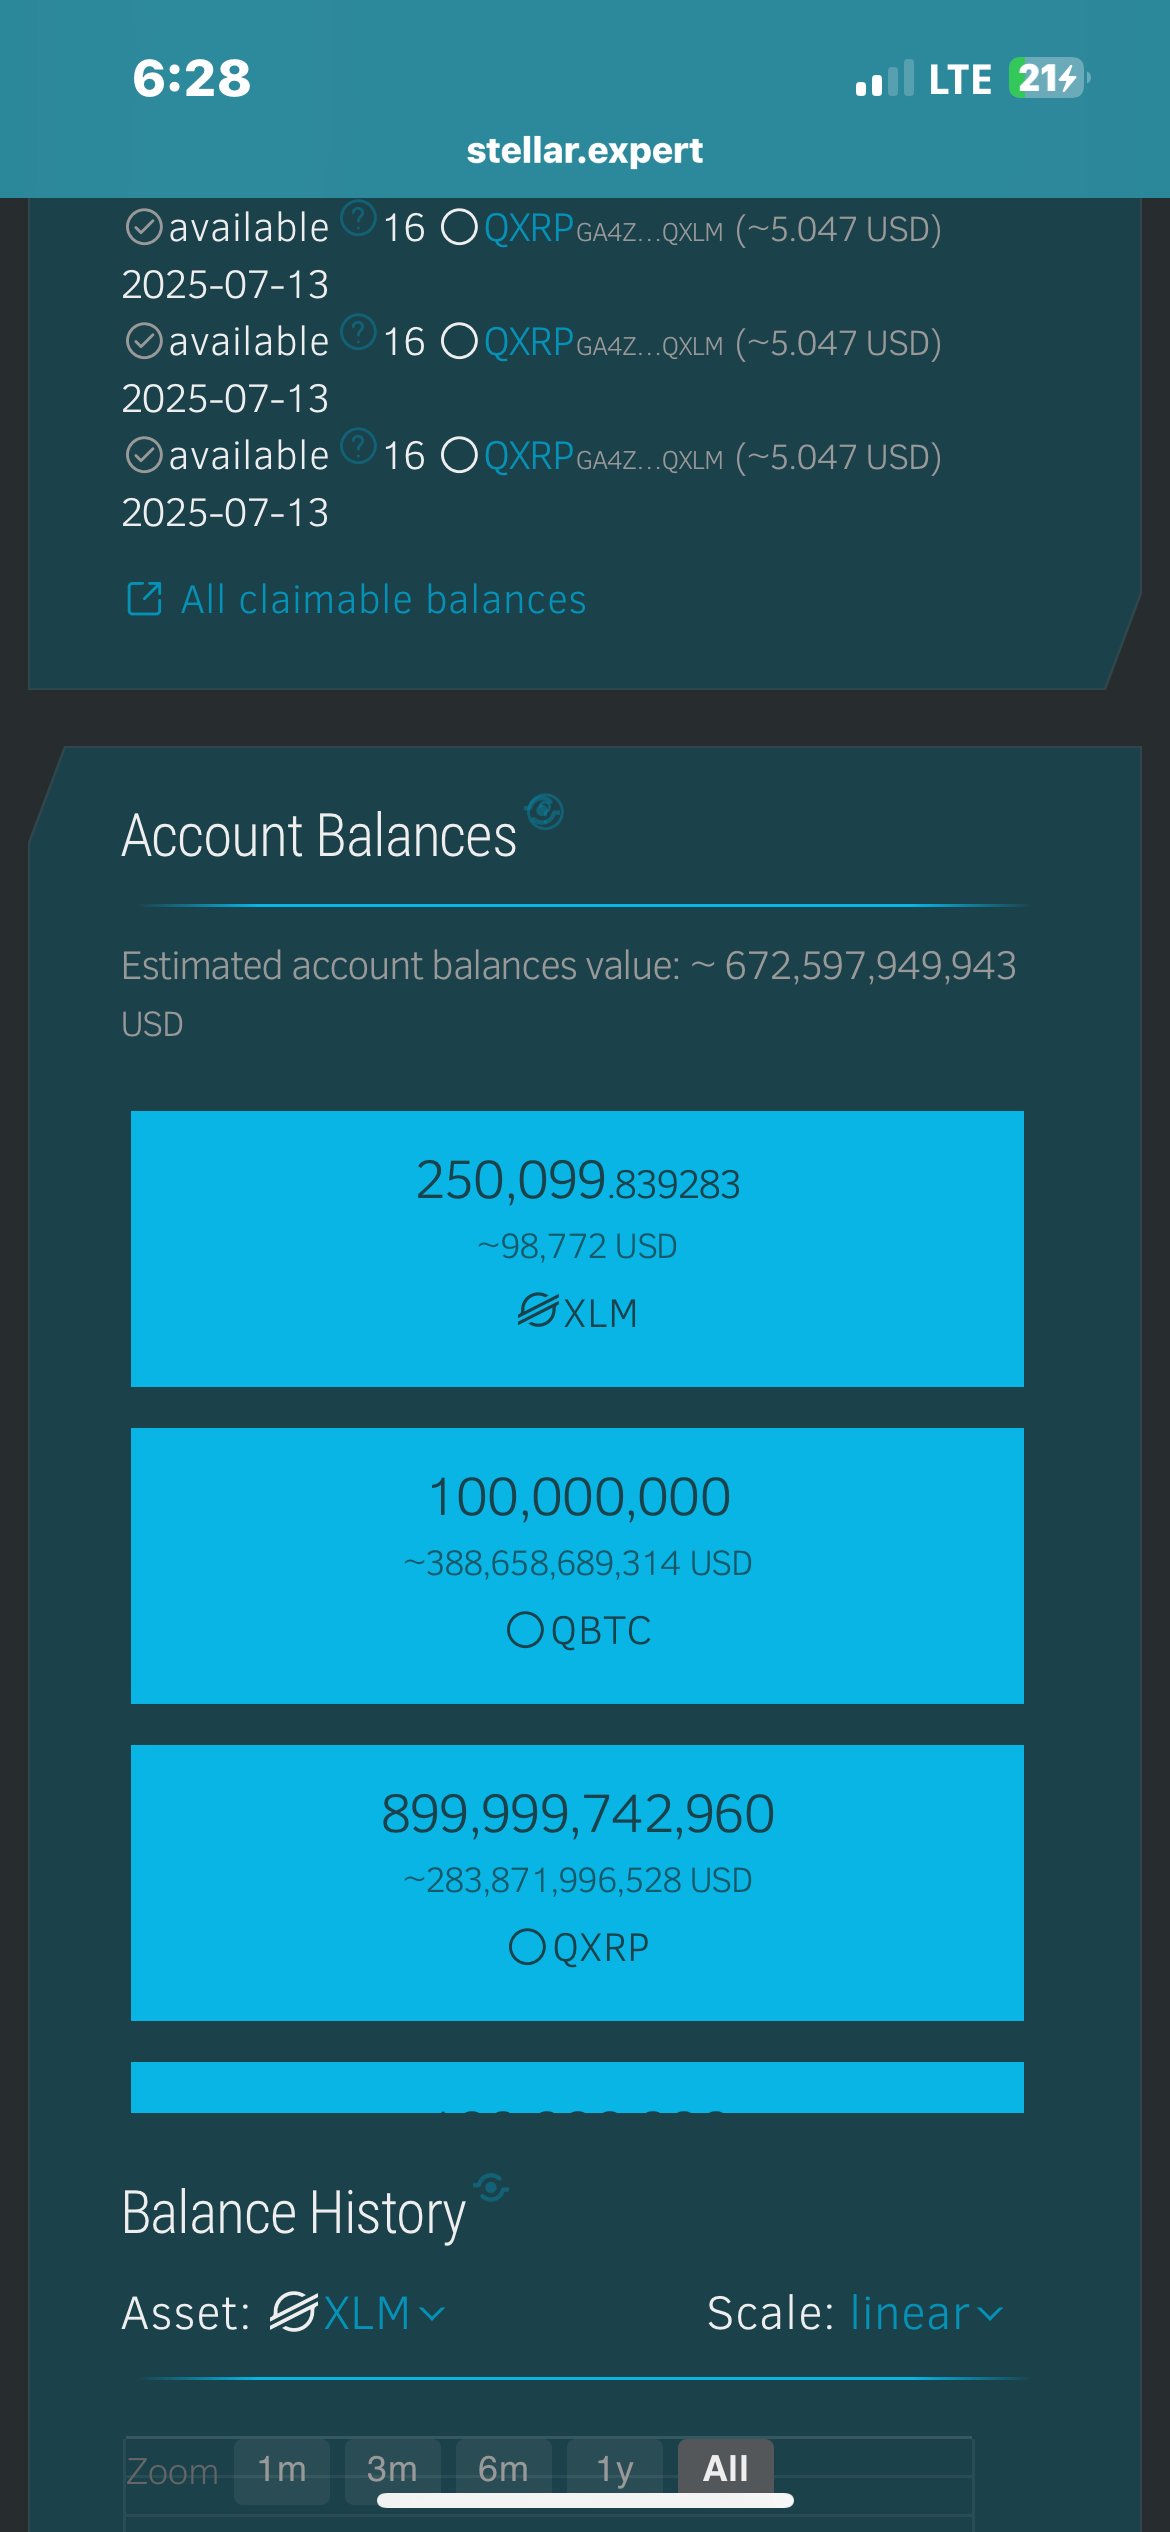 6:28
LTE 21
stellar.expert
available ? 16 QXRP GA4Z...QXLM (~5.047 USD)
2025-07-13
available ? 16 QXRP GA4Z...QXLM (~5.047 USD)
2025-07-13
available ? 16 QXRP GA4Z...QXLM (~5.047 USD)
2025-07-13
All claimable balances
Account Balances
Estimated account balances value: ~ 672,597,949,943
USD
250,099.839283
~98,772 USD
XLM
100,000,000
~388,658,689,314 USD
QBTC
899,999,742,960
~283,871,996,528 USD
QXRP
Balance History
Asset: XLM Scale: linear
Zoom 1m 3m 6m 1y All